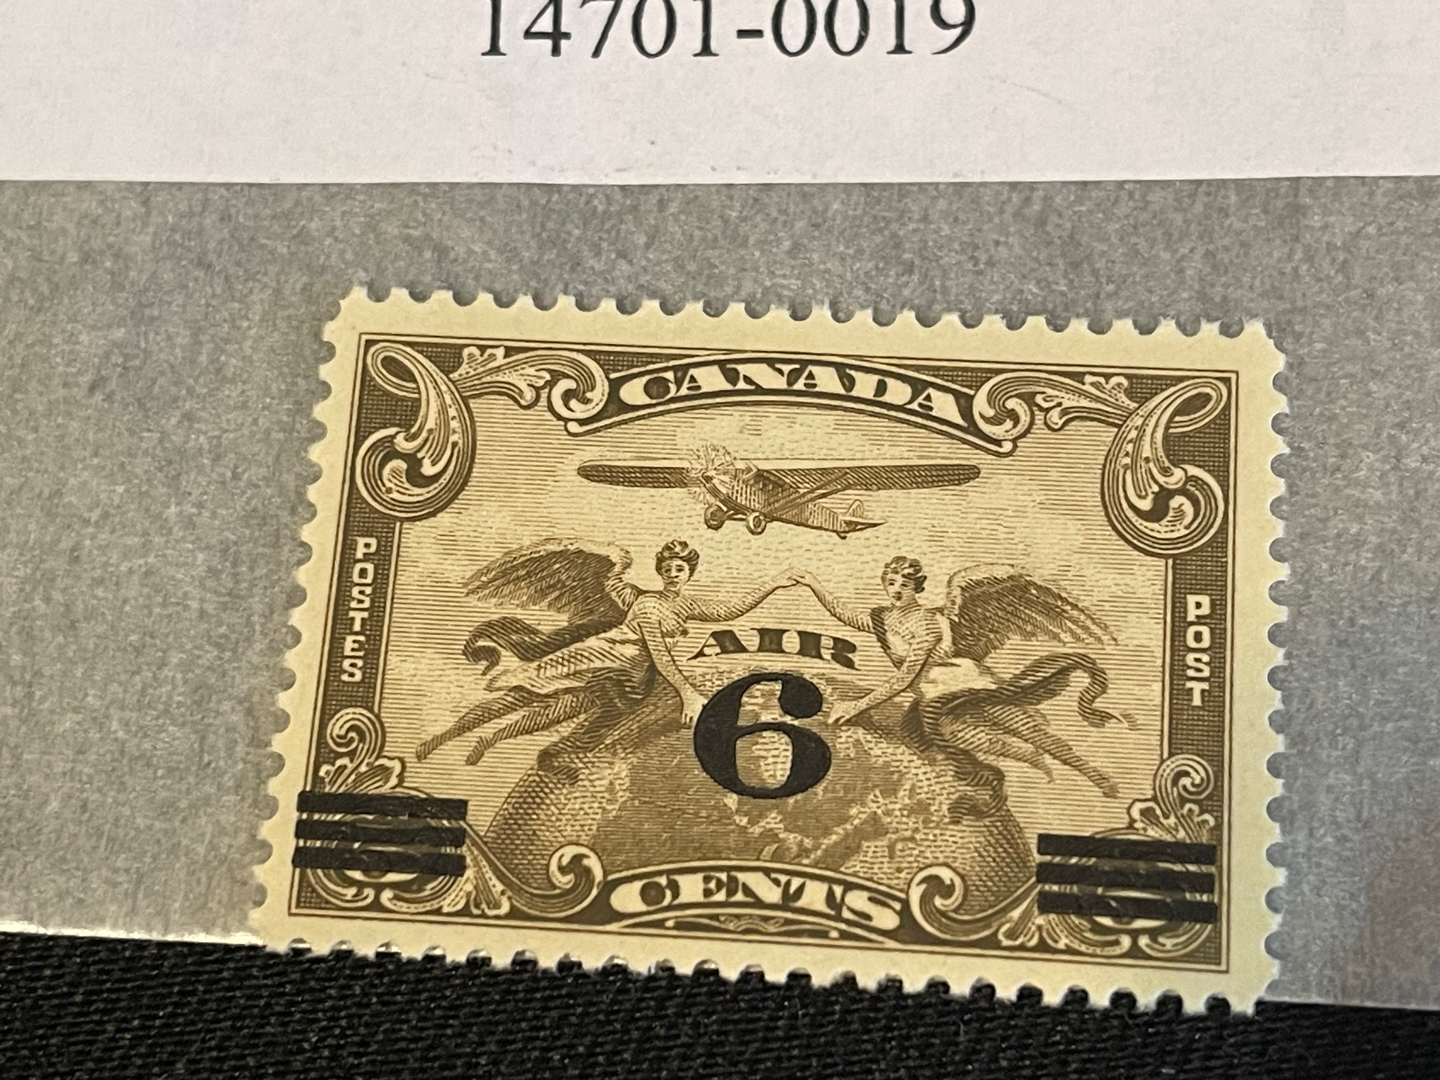 14701-0019
CANADA
POSTES
AIR
6
POST
CENTS